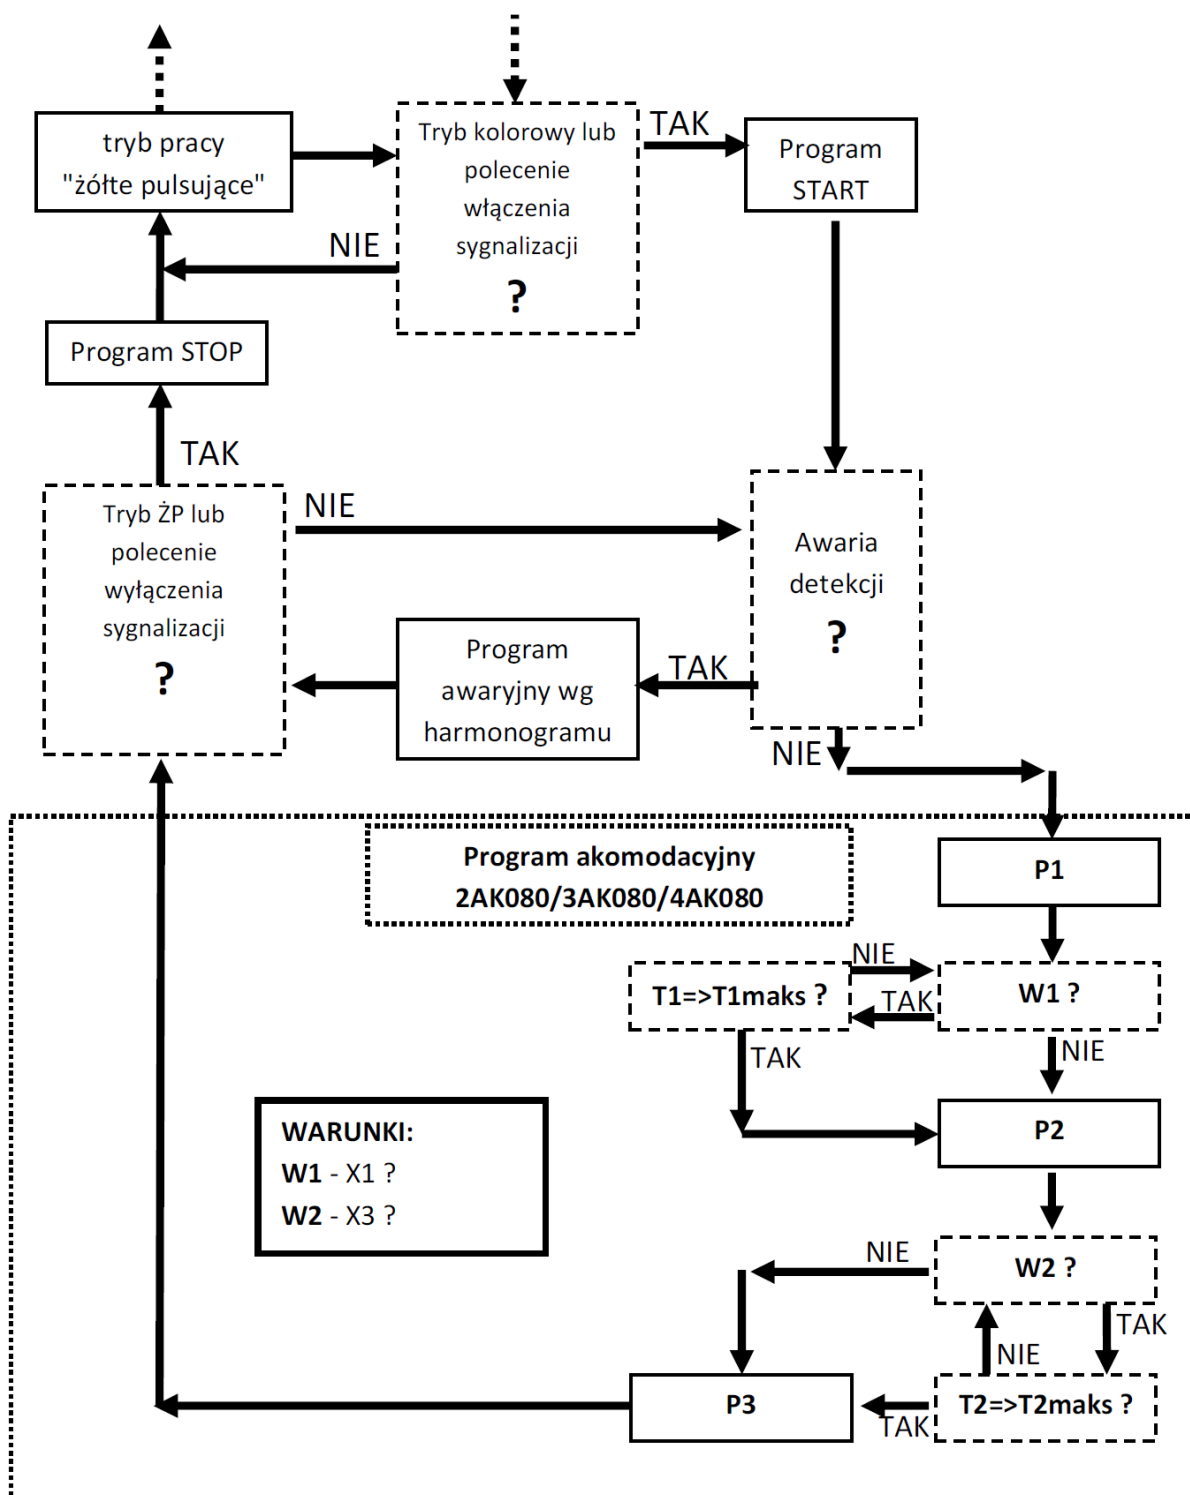 tryb pracy
"żółte pulsujące"
Tryb kolorowy lub
polecenie
włączenia
sygnalizacji
?
TAK
Program
START
NIE
Program STOP
TAK
Tryb ŻP lub
polecenie
wyłączenia
sygnalizacji
?
NIE
Awaria
detekcji
?
Program
awaryjny wg
harmonogramu
TAK
NIE
Program akomodacyjny
2AK080/3AK080/4AK080
P1
NIE
T1=>T1maks ?
TAK
W1 ?
TAK
NIE
P2
WARUNKI:
W1 - X1 ?
W2 - X3 ?
NIE
W2 ?
TAK
NIE
P3
TAK
T2=>T2maks ?